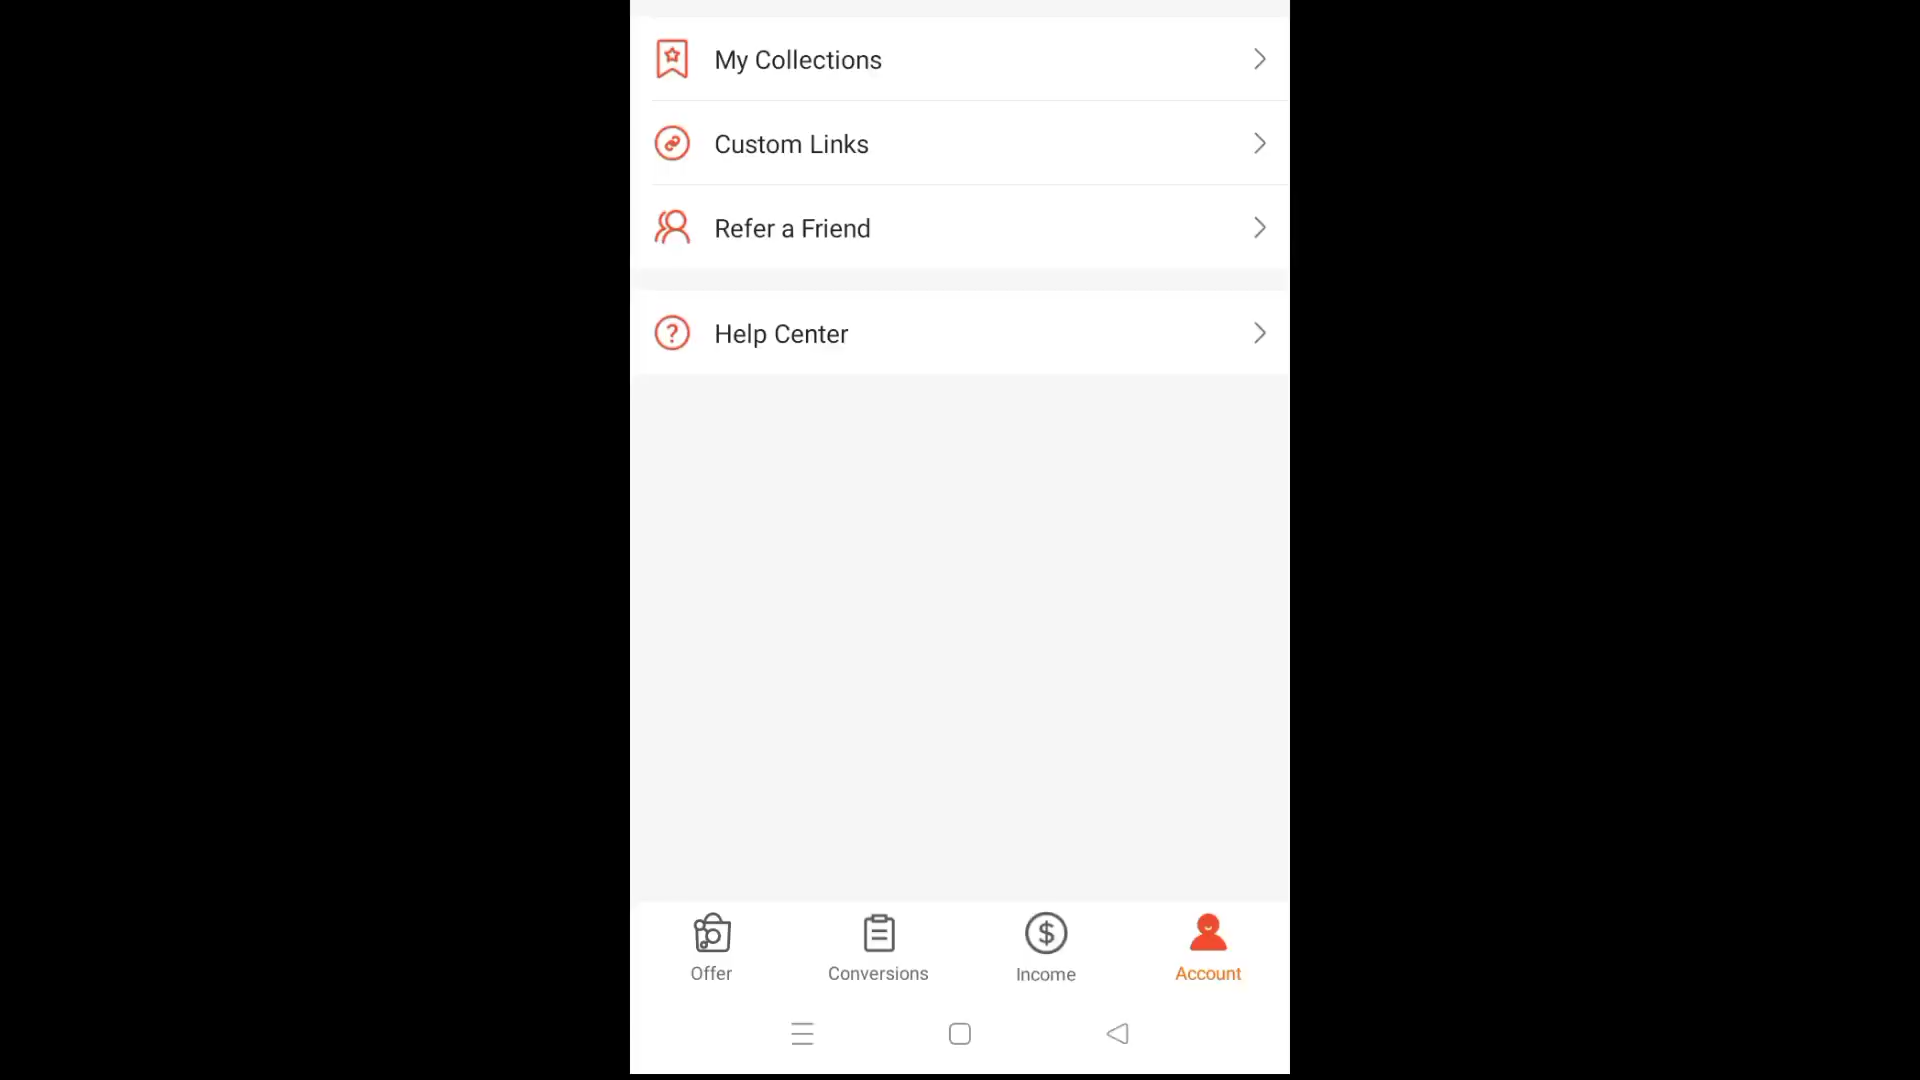 My Collections
Custom Links
Refer a Friend
Help Center
Offer
Conversions
Income
Account